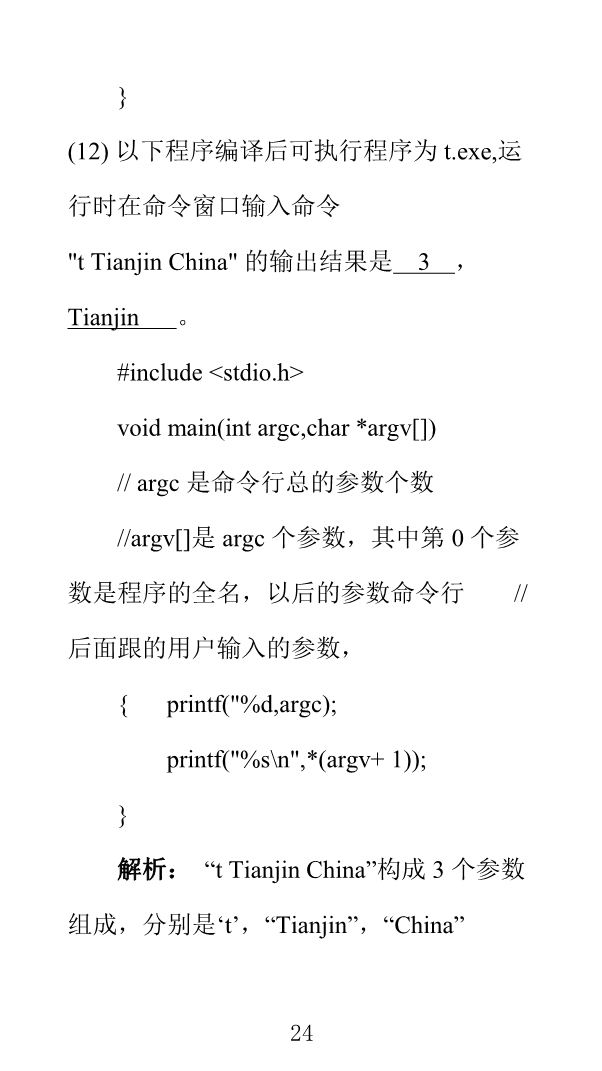 }
(12) 以下程序编译后可执行程序为 t.exe,运
行时在命令窗口输入命令
"t Tianjin China" 的输出结果是__3__，
Tianjin___。
#include <stdio.h>
void main(int argc,char *argv[])
// argc 是命令行总的参数个数
//argv[]是 argc 个参数，其中第 0 个参
数是程序的全名，以后的参数命令行 //
后面跟的用户输入的参数，
{ printf("%d,argc);
printf("%s\n",*(argv+ 1));
}
解析： “t Tianjin China”构成 3 个参数
组成，分别是‘t’，“Tianjin”，“China”
24